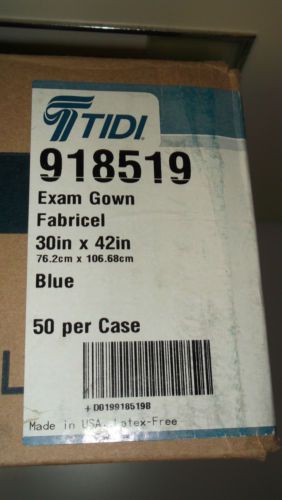 TIDI
918519
Exam Gown
Fabricel
30in x 42in
76.2cm x 106.68cm
Blue
50 per Case
+D0199185198
Made in USA, Latex-Free
L